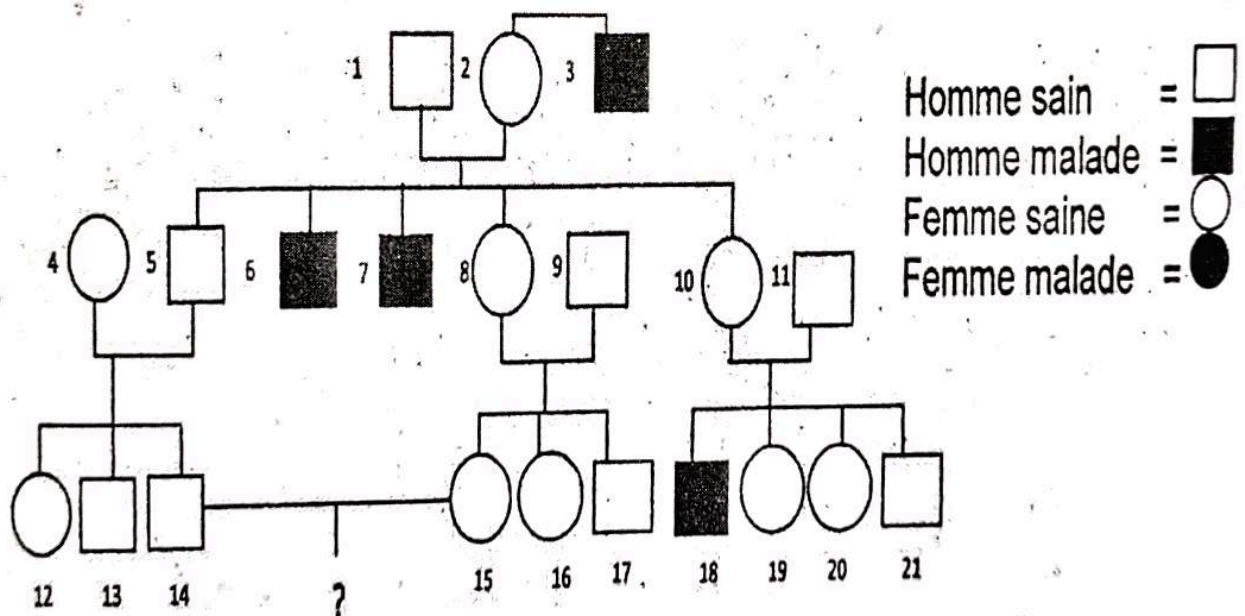 1 2 3
Homme sain =
Homme malade =
Femme saine =
Femme malade =
4 5 6 7 8 9 10 11
12 13 14 ? 15 16 17 18 19 20 21